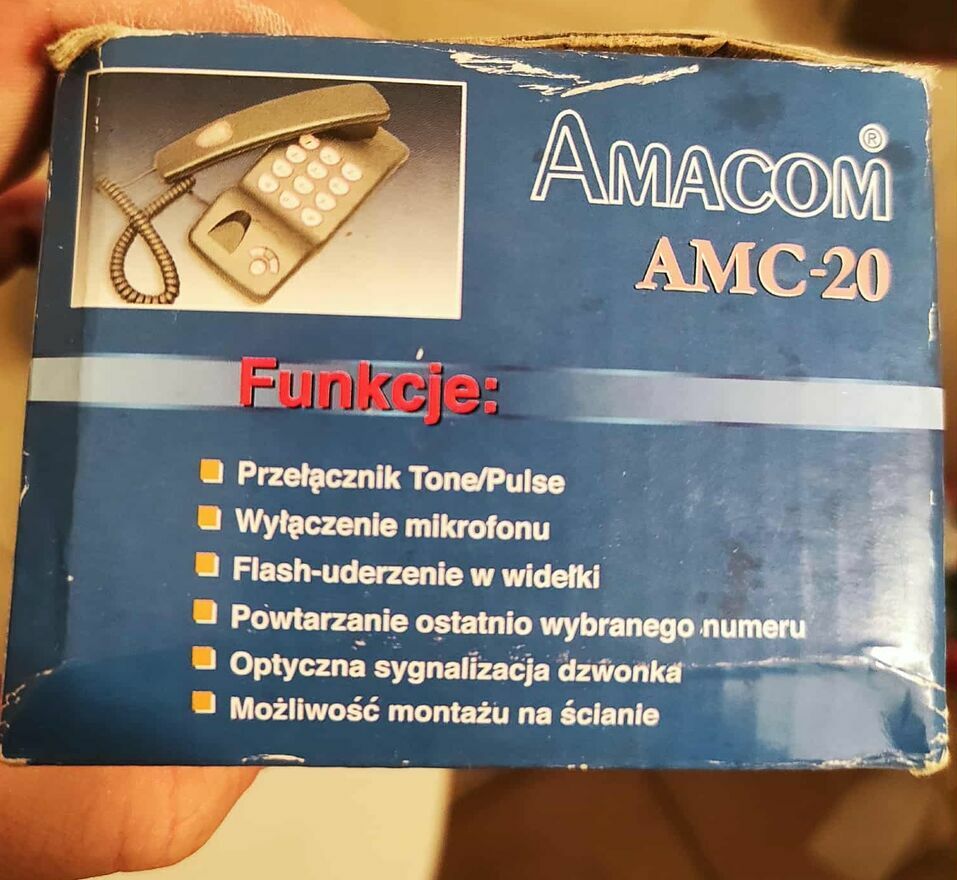 AMACOM®
AMC-20
Funkcje:
Przełącznik Tone/Pulse
Wyłączenie mikrofonu
Flash-uderzenie w widełki
Powtarzanie ostatnio wybranego numeru
Optyczna sygnalizacja dzwonka
Możliwość montażu na ścianie